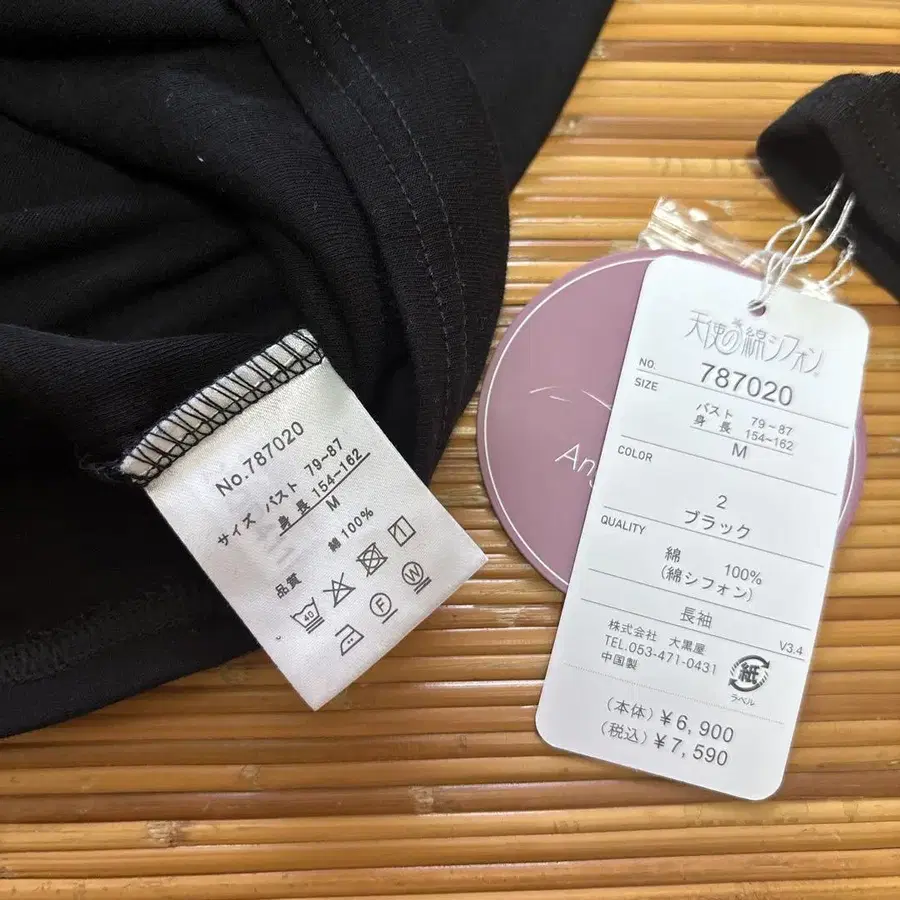 No.787020
サイズ バスト 79~87
身長 154~162
M
品質 綿100%
40
F
W
天使の綿シフォン®
NO. 787020
SIZE
バスト 79~87
身長 154~162
M
COLOR
2
ブラック
QUALITY
綿 100%
(綿シフォン)
長袖
株式会社 大黒屋
V3.4
TEL.053-471-0431
中国製
紙
ラベル
(本体) ¥6,900
(税込) ¥7,590
An